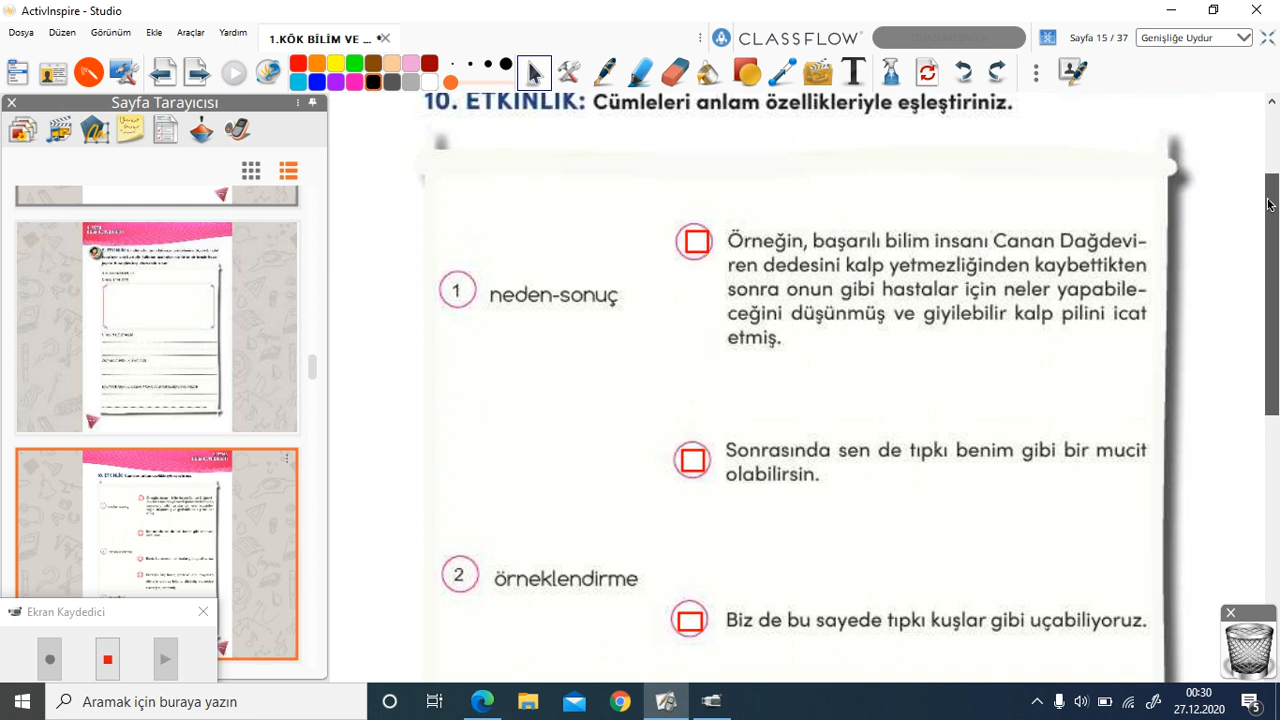 ActivInspire - Studio
Dosya Düzen Görünüm Ekle Araçlar Yardım
1.KÖK BİLİM VE ...
CLASSFLOW
Sayfa 15 / 37
Genişliğe Uydur
Sayfa Tarayıcısı
10. ETKİNLİK: Cümleleri anlam özellikleriyle eşleştiriniz.
1 neden-sonuç
Örneğin, başarılı bilim insanı Canan Dağdevi-
ren dedesini kalp yetmezliğinden kaybettikten
sonra onun gibi hastalar için neler yapabile-
ceğini düşünmüş ve giyilebilir kalp pilini icat
etmiş.
Sonrasında sen de tıpkı benim gibi bir mucit
olabilirsin.
2 örneklendirme
Biz de bu sayede tıpkı kuşlar gibi uçabiliyoruz.
Ekran Kaydedici
Aramak için buraya yazın
00:30
27.12.2020
5